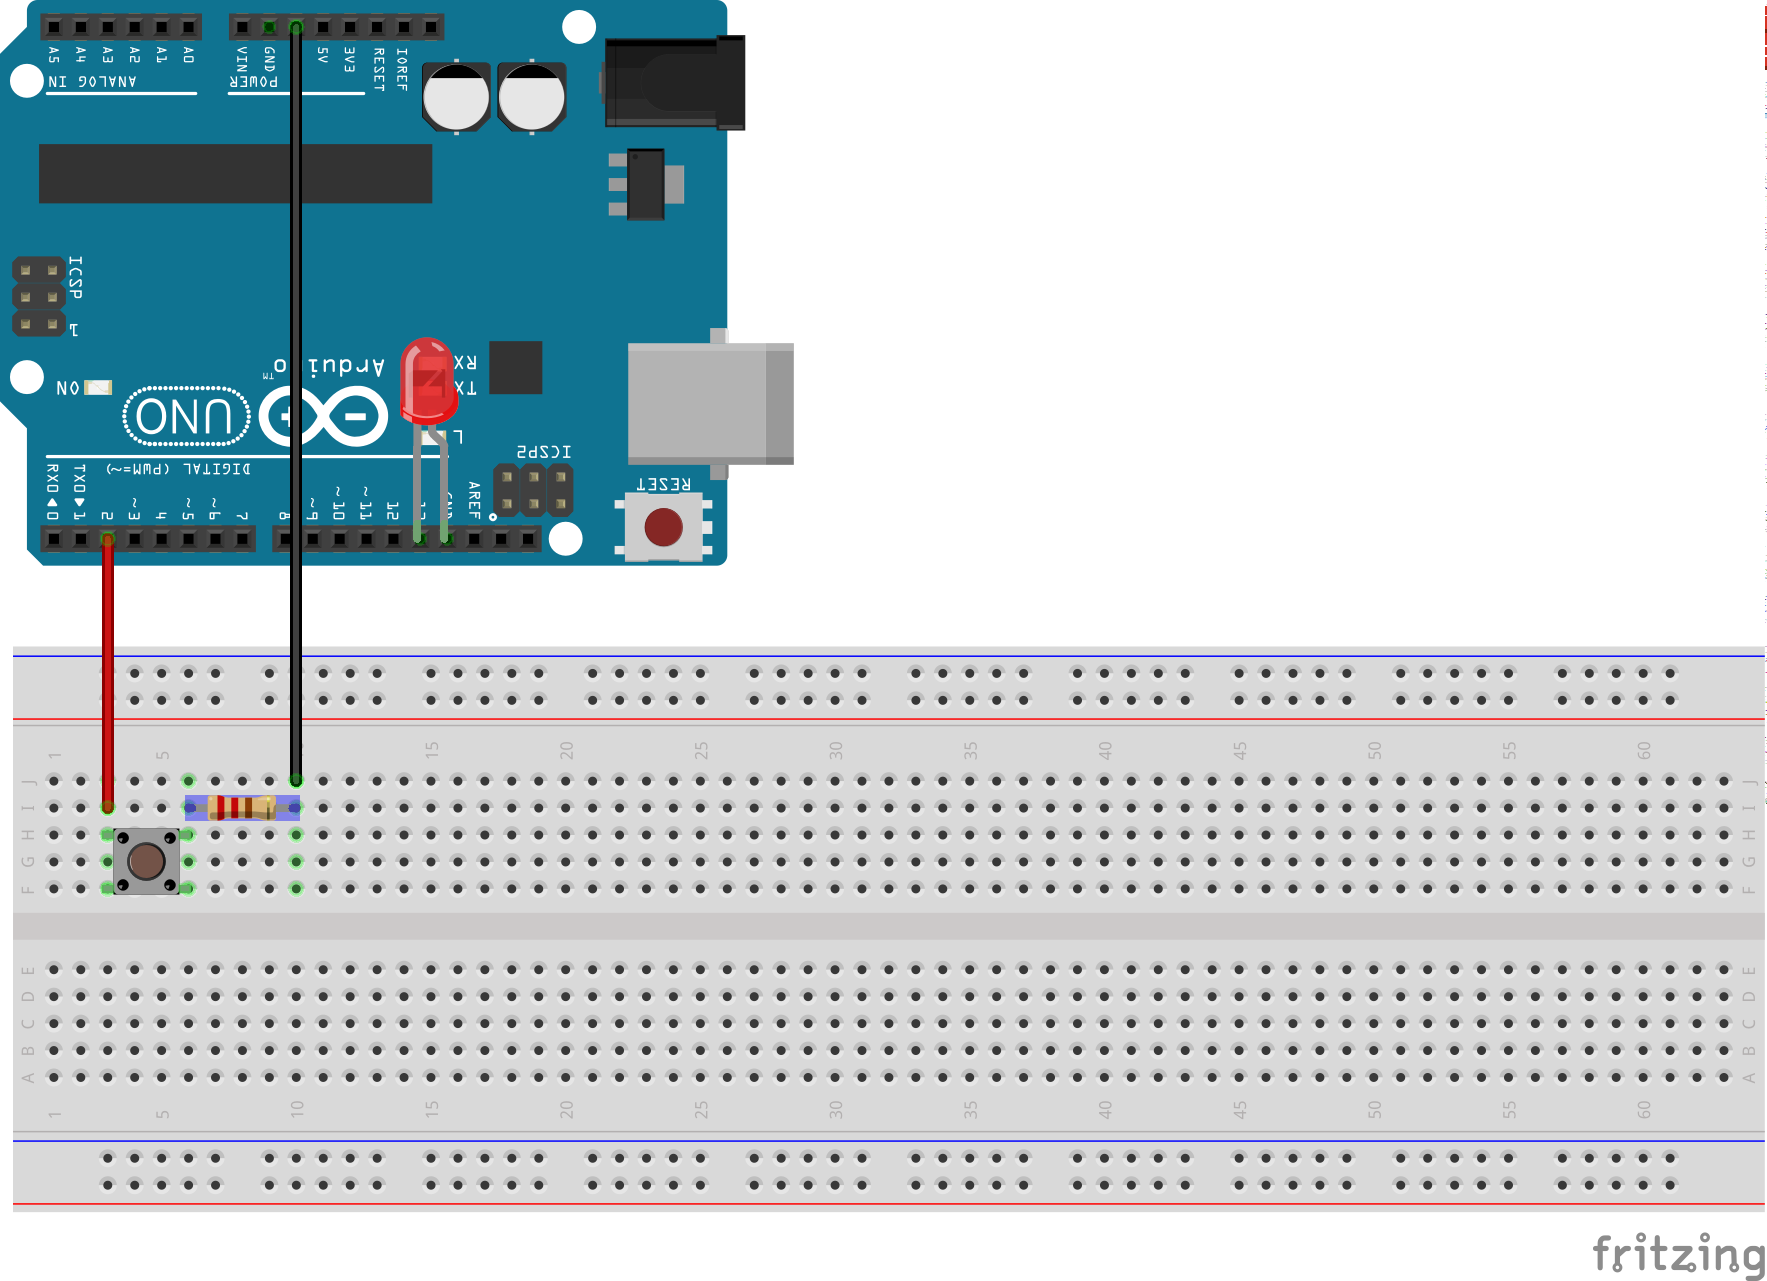 A5 A4 A3 A2 A1 A0
VIN GND 5V 3V3 RESET IOREF
ANALOG IN
POWER
ICSP
1
Arduino
TM
RX
TX
ON
UNO
L
ICSP2
DIGITAL (PWM=~)
RESET
RX0◄0 TX0►1 2 ~3 4 ~5 ~6 7 8 ~9 ~10 ~11 12 AREF
1 5 15 20 25 30 35 40 45 50 55 60
J J
I I
H H
G G
F F
E E
D D
C C
B B
A A
1 5 10 15 20 25 30 35 40 45 50 55 60
fritzing